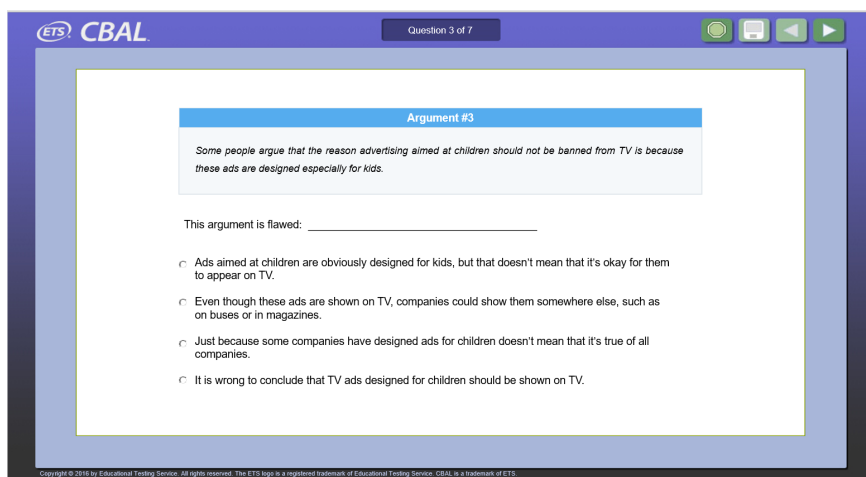 ETS CBAL
Question 3 of 7
Argument #3
Some people argue that the reason advertising aimed at children should not be banned from TV is because
these ads are designed especially for kids.
This argument is flawed: ______________________________________
Ads aimed at children are obviously designed for kids, but that doesn't mean that it's okay for them
to appear on TV.
Even though these ads are shown on TV, companies could show them somewhere else, such as
on buses or in magazines.
Just because some companies have designed ads for children doesn't mean that it's true of all
companies.
It is wrong to conclude that TV ads designed for children should be shown on TV.
Copyright © 2016 by Educational Testing Service. All rights reserved. The ETS logo is a registered trademark of Educational Testing Service. CBAL is a trademark of ETS.